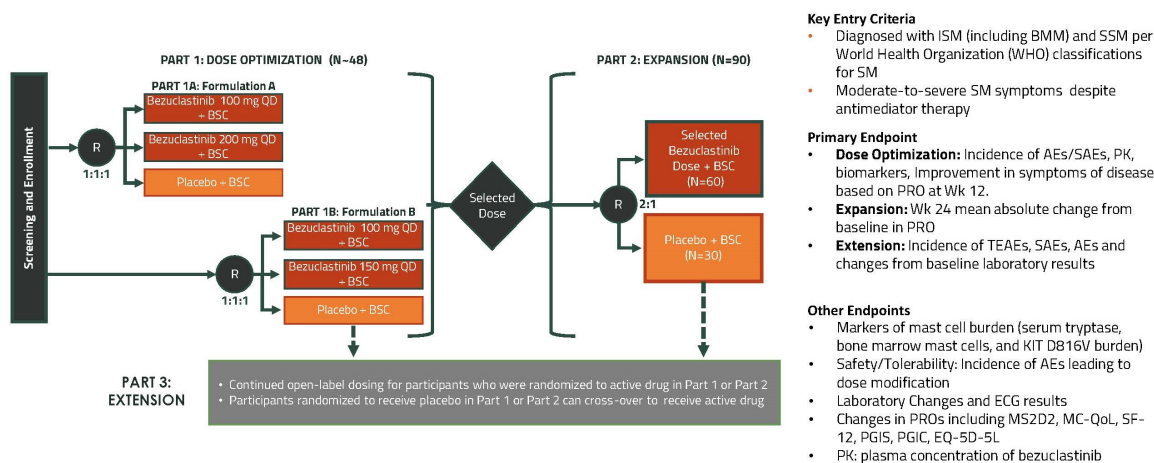 PART 1: DOSE OPTIMIZATION (N~48)
PART 2: EXPANSION (N=90)
Screening and Enrollment
PART 1A: Formulation A
R
1:1:1
Bezuclastinib 100 mg QD
+ BSC
Bezuclastinib 200 mg QD
+ BSC
Placebo + BSC
PART 1B: Formulation B
R
1:1:1
Bezuclastinib 100 mg QD
+ BSC
Bezuclastinib 150 mg QD
+ BSC
Placebo + BSC
Selected
Dose
R
2:1
Selected
Bezuclastinib
Dose + BSC
(N=60)
Placebo + BSC
(N=30)
PART 3:
EXTENSION
• Continued open-label dosing for participants who were randomized to active drug in Part 1 or Part 2
• Participants randomized to receive placebo in Part 1 or Part 2 can cross-over to receive active drug
Key Entry Criteria
• Diagnosed with ISM (including BMM) and SSM per
World Health Organization (WHO) classifications
for SM
• Moderate-to-severe SM symptoms despite
antimediator therapy
Primary Endpoint
• Dose Optimization: Incidence of AEs/SAEs, PK,
biomarkers, Improvement in symptoms of disease
based on PRO at Wk 12.
• Expansion: Wk 24 mean absolute change from
baseline in PRO
• Extension: Incidence of TEAEs, SAEs, AEs and
changes from baseline laboratory results
Other Endpoints
• Markers of mast cell burden (serum tryptase,
bone marrow mast cells, and KIT D816V burden)
• Safety/Tolerability: Incidence of AEs leading to
dose modification
• Laboratory Changes and ECG results
• Changes in PROs including MS2D2, MC-QoL, SF-
12, PGIS, PGIC, EQ-5D-5L
• PK: plasma concentration of bezuclastinib